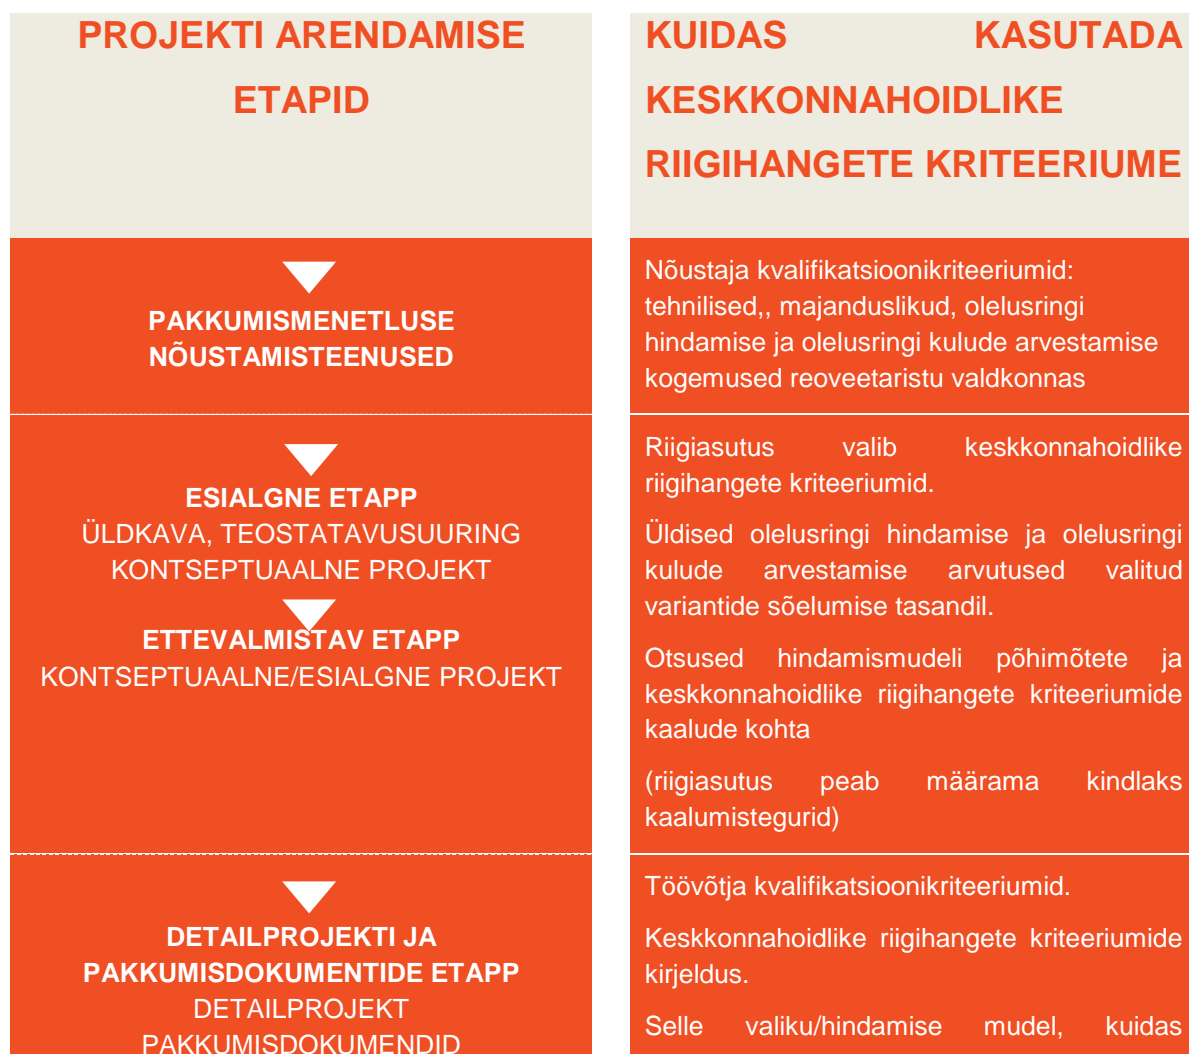 PROJEKTI ARENDAMISE
ETAPID
KUIDAS KASUTADA
KESKKONNAHOIDLIKE
RIIGIHANGETE KRITEERIUME
PAKKUMISMENETLUSE
NÕUSTAMISTEENUSED
Nõustaja kvalifikatsioonikriteeriumid:
tehnilised,, majanduslikud, olelusringi
hindamise ja olelusringi kulude arvestamise
kogemused reoveetaristu valdkonnas
ESIALGNE ETAPP
ÜLDKAVA, TEOSTATAVUSUURING
KONTSEPTUAALNE PROJEKT
ETTEVALMISTAV ETAPP
KONTSEPTUAALNE/ESIALGNE PROJEKT
Riigiasutus valib keskkonnahoidlike
riigihangete kriteeriumid.
Üldised olelusringi hindamise ja olelusringi
kulude arvestamise arvutused valitud
variantide sõelumise tasandil.
Otsused hindamismudeli põhimõtete ja
keskkonnahoidlike riigihangete kriteeriumide
kaalude kohta
(riigiasutus peab määrama kindlaks
kaalumistegurid)
DETAILPROJEKTI JA
PAKKUMISDOKUMENTIDE ETAPP
DETAILPROJEKT
PAKKUMISDOKUMENDID
Töövõtja kvalifikatsioonikriteeriumid.
Keskkonnahoidlike riigihangete kriteeriumide
kirjeldus.
Selle valiku/hindamise mudel, kuidas